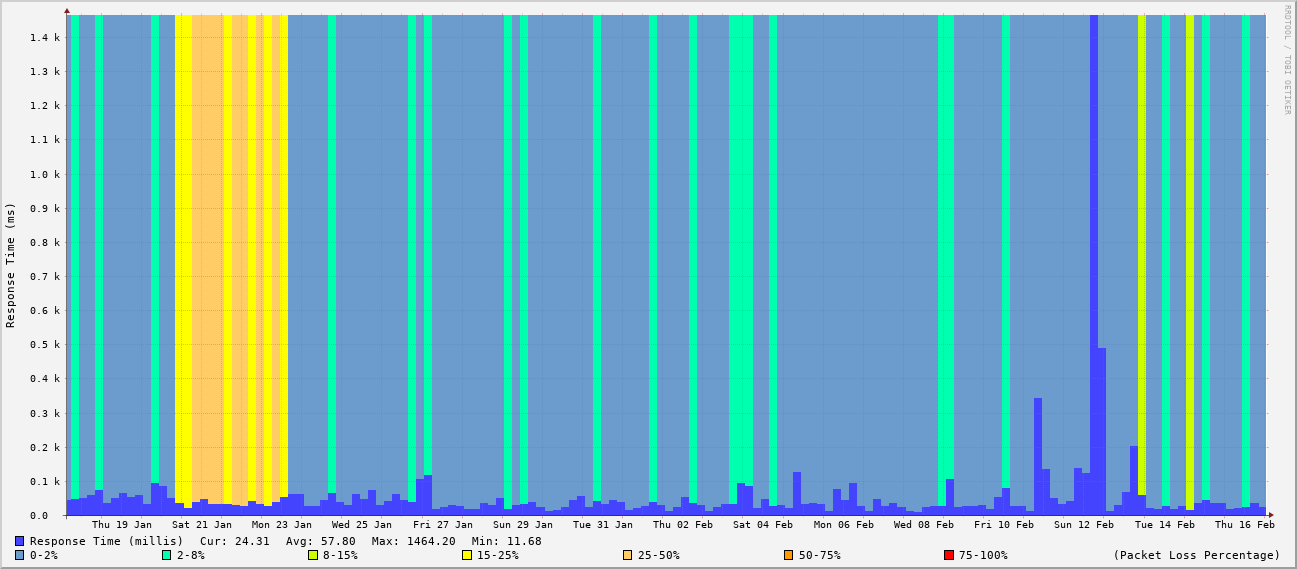 RRDTOOL / TOBI OETIKER
Response Time (ms)
1.4 k
1.3 k
1.2 k
1.1 k
1.0 k
0.9 k
0.8 k
0.7 k
0.6 k
0.5 k
0.4 k
0.3 k
0.2 k
0.1 k
0.0
Thu 19 Jan Sat 21 Jan Mon 23 Jan Wed 25 Jan Fri 27 Jan Sun 29 Jan Tue 31 Jan Thu 02 Feb Sat 04 Feb Mon 06 Feb Wed 08 Feb Fri 10 Feb Sun 12 Feb Tue 14 Feb Thu 16 Feb
Response Time (millis) Cur: 24.31 Avg: 57.80 Max: 1464.20 Min: 11.68
0-2% 2-8% 8-15% 15-25% 25-50% 50-75% 75-100% (Packet Loss Percentage)